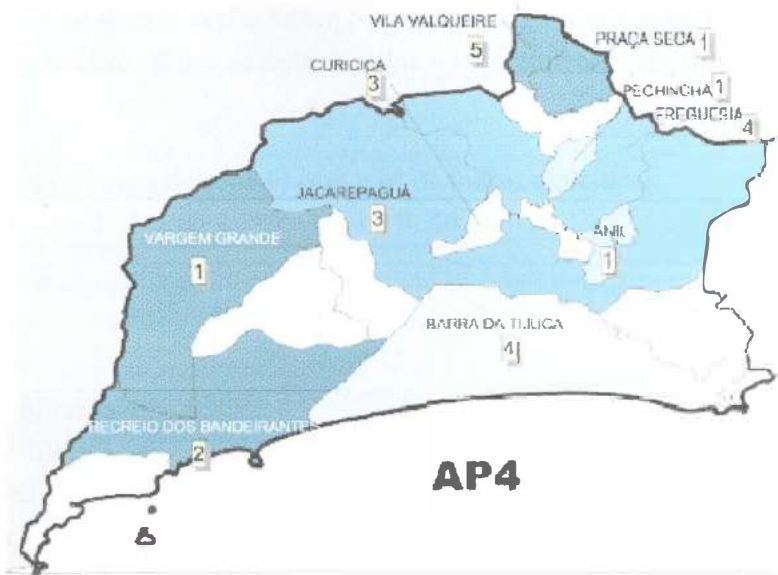 VILA VALQUEIRE
5
PRAÇA SECA 1
CURICICA
3
PECHINCHA 1
FREGUESIA
4
JACAREPAGUÁ
3
VARGEM GRANDE
1
ANIL
1
BARRA DA TIJUCA
4
RECREIO DOS BANDEIRANTES
2
AP4